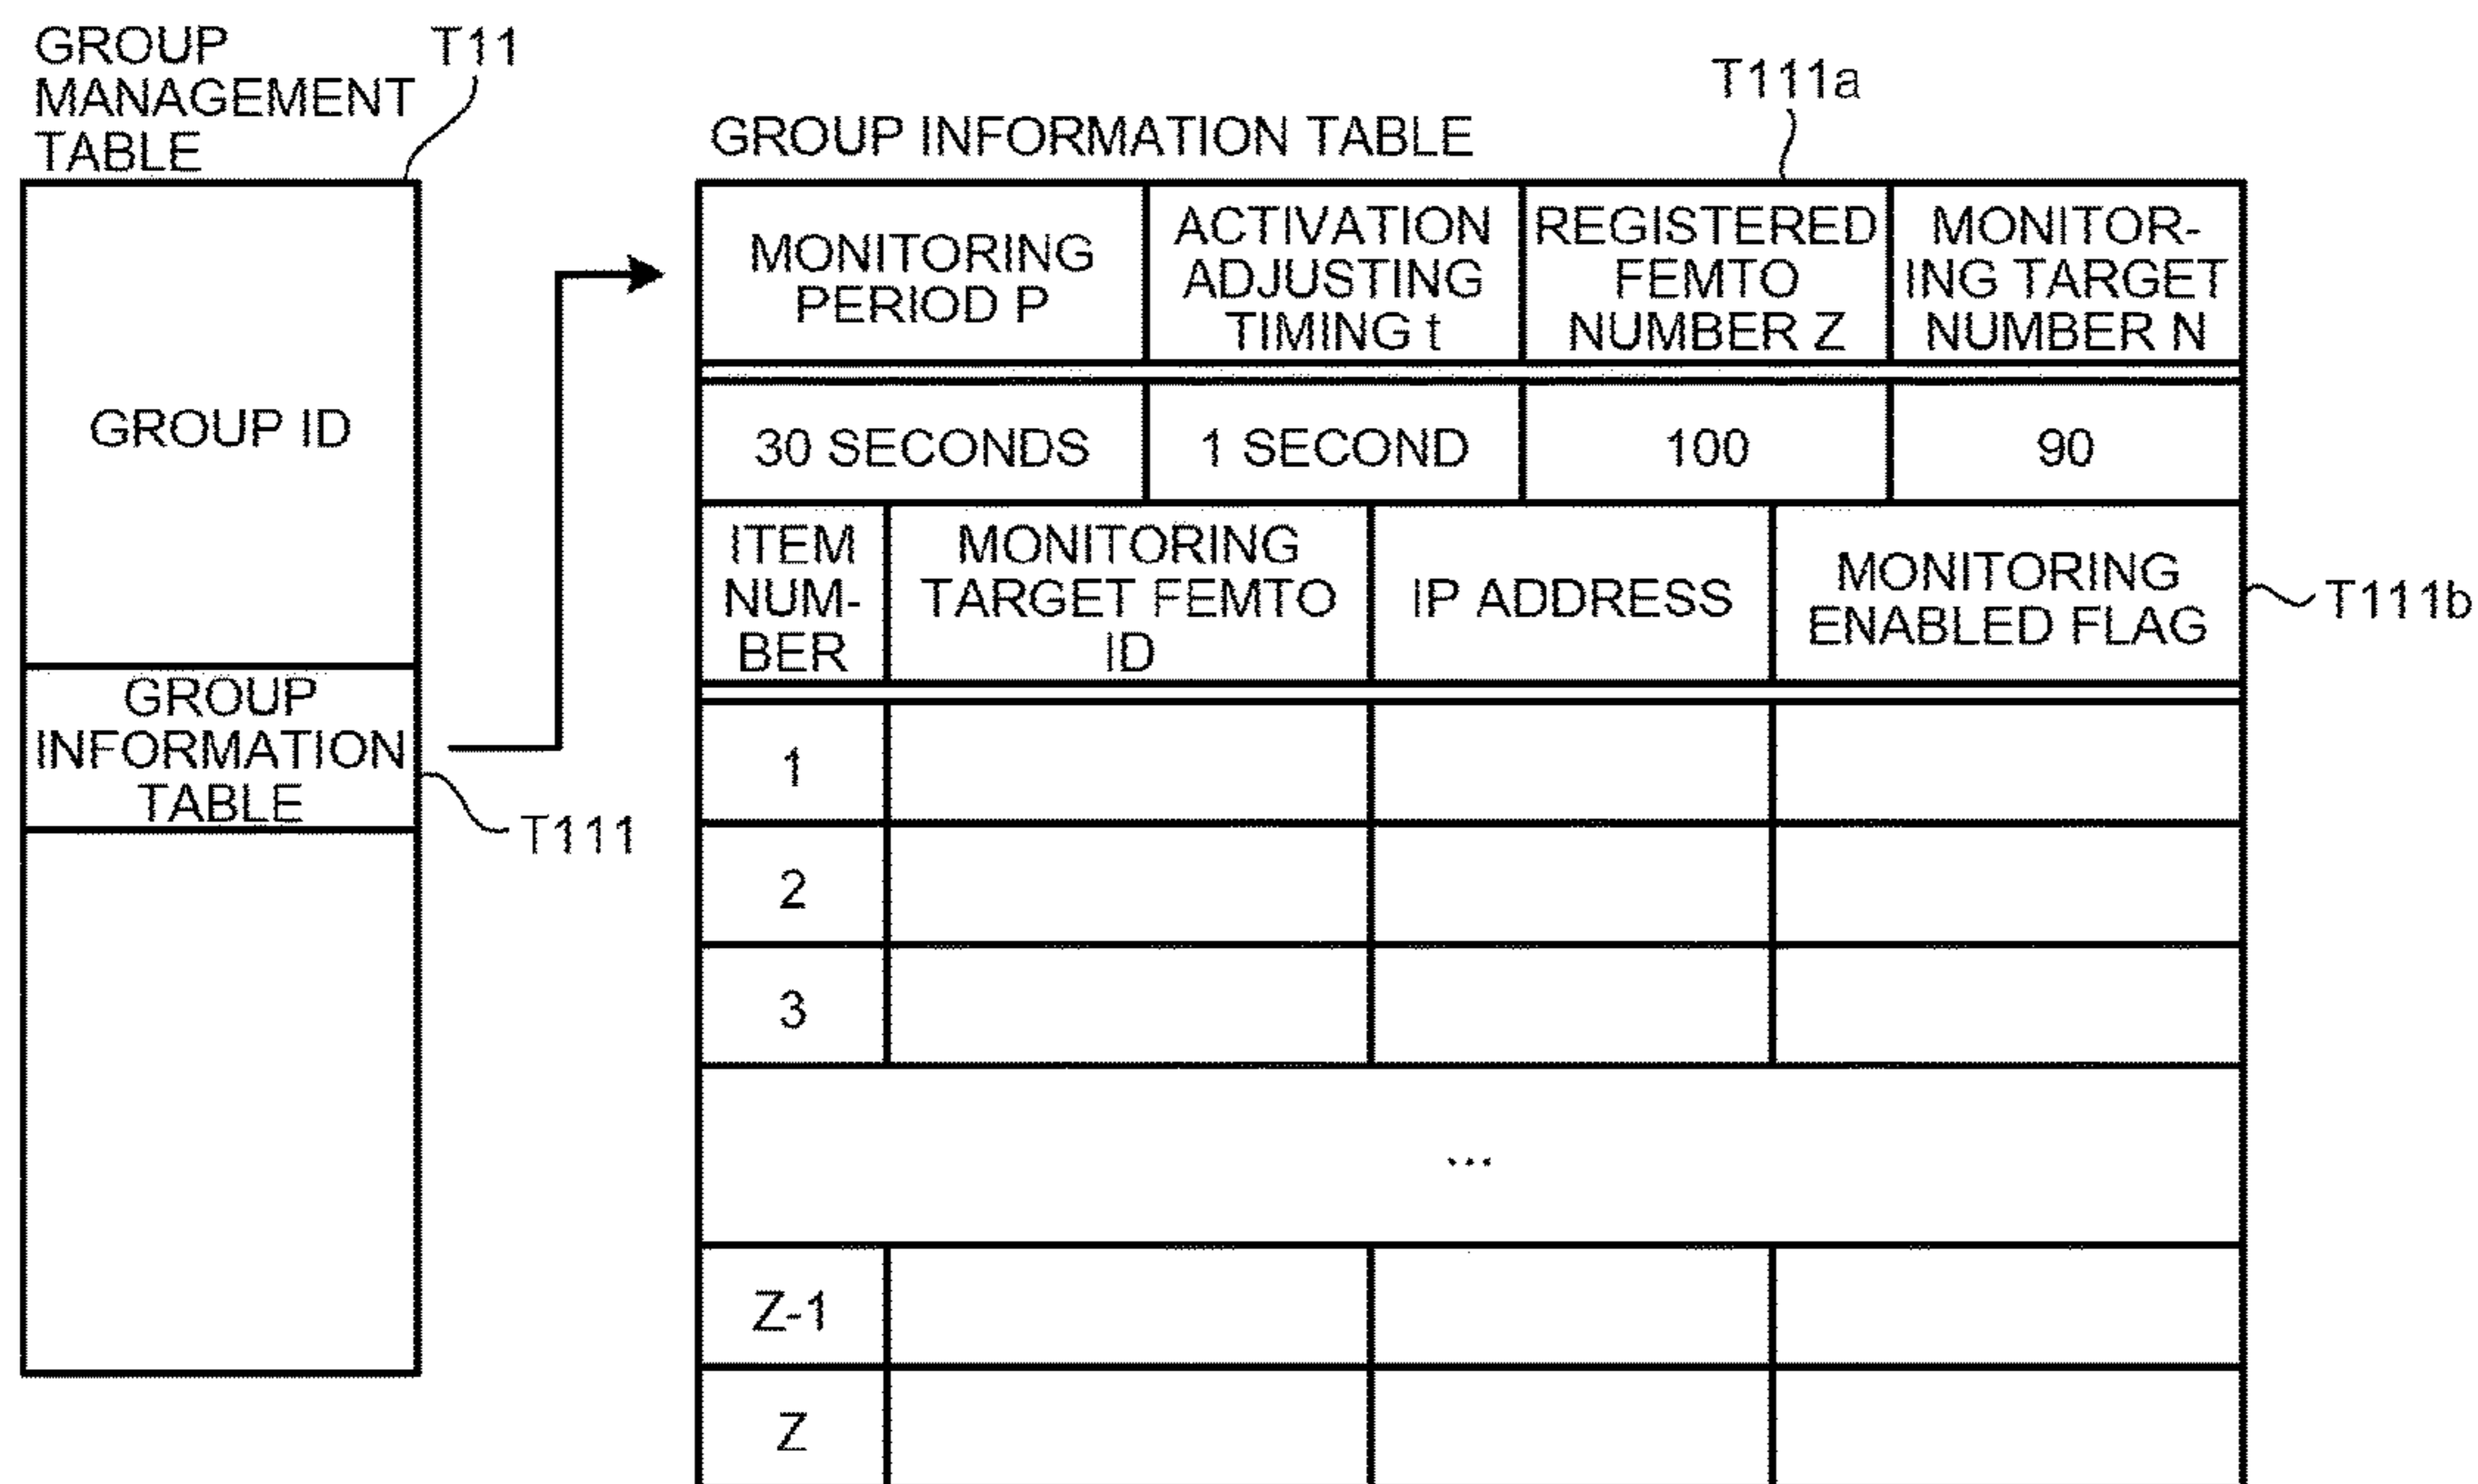 GROUP
MANAGEMENT
TABLE
T11
GROUP ID
GROUP
INFORMATION
TABLE
T111
GROUP INFORMATION TABLE
T111a
MONITORING
PERIOD P
ACTIVATION
ADJUSTING
TIMING t
REGISTERED
FEMTO
NUMBER Z
MONITOR-
ING TARGET
NUMBER N
30 SECONDS
1 SECOND
100
90
ITEM
NUM-
BER
MONITORING
TARGET FEMTO
ID
IP ADDRESS
MONITORING
ENABLED FLAG
T111b
1
2
3
...
Z-1
Z